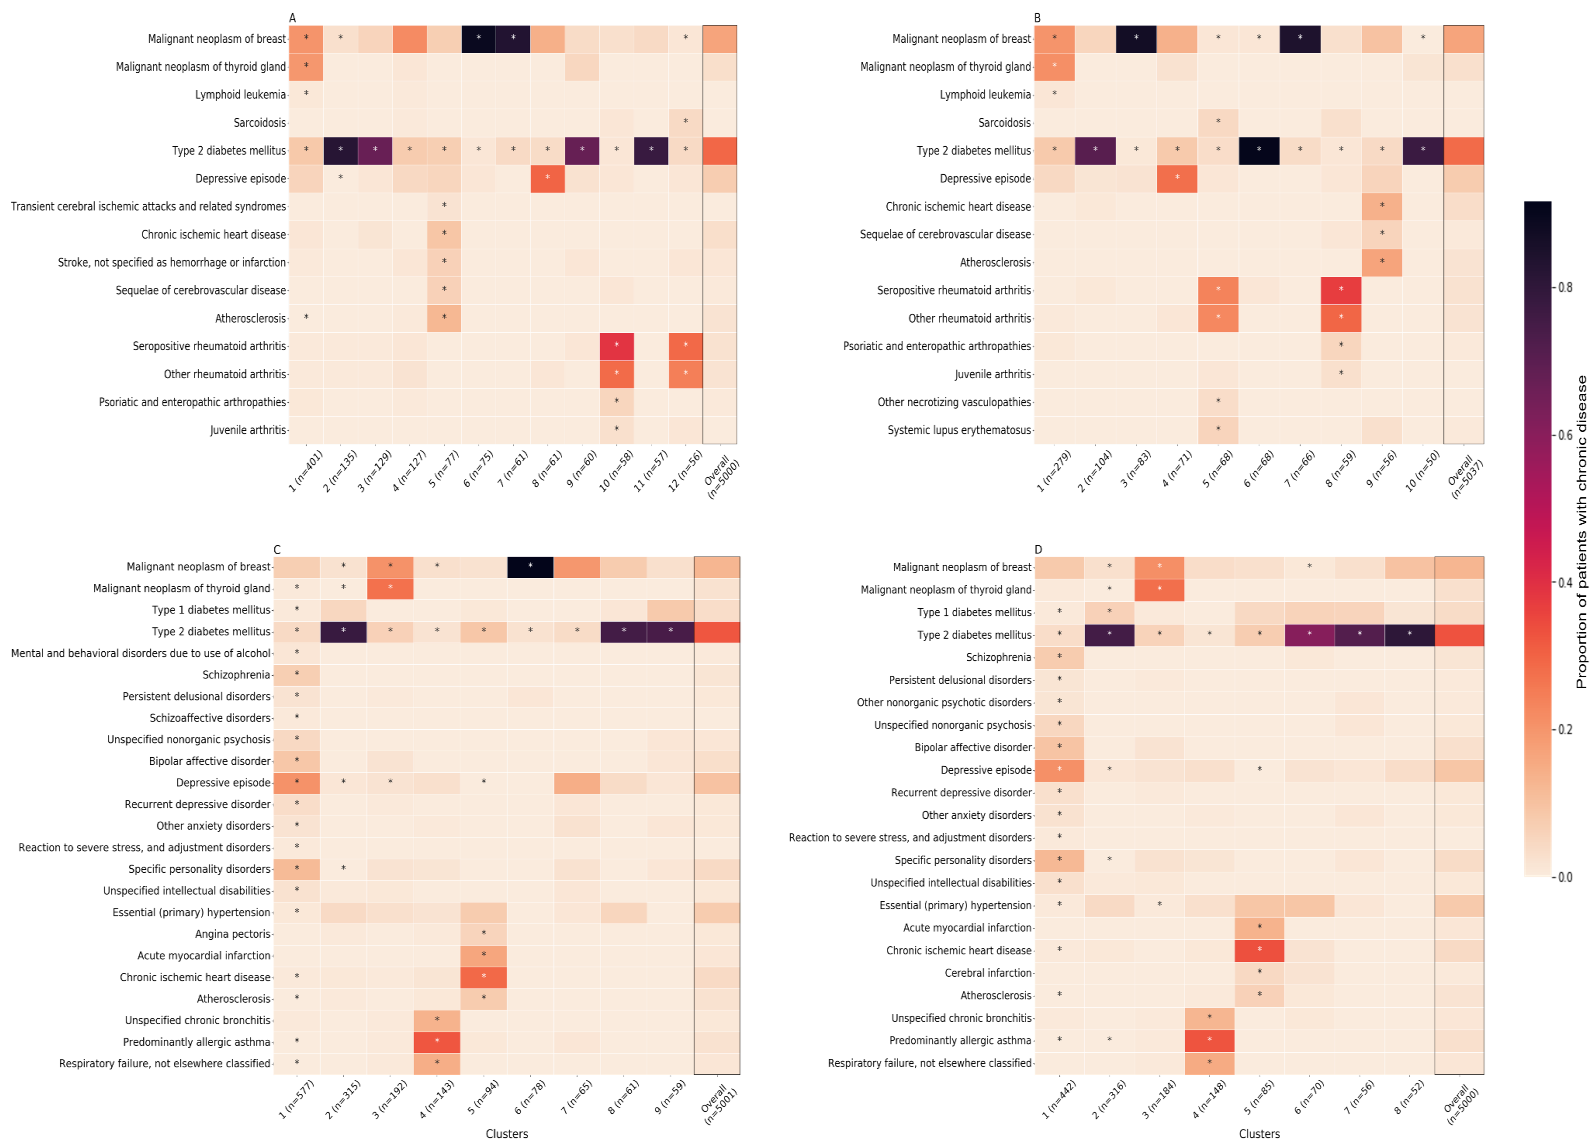 A
Malignant neoplasm of breast
Malignant neoplasm of thyroid gland
Lymphoid leukemia
Sarcoidosis
Type 2 diabetes mellitus
Depressive episode
Transient cerebral ischemic attacks and related syndromes
Chronic ischemic heart disease
Stroke, not specified as hemorrhage or infarction
Sequelae of cerebrovascular disease
Atherosclerosis
Seropositive rheumatoid arthritis
Other rheumatoid arthritis
Psoriatic and enteropathic arthropathies
Juvenile arthritis
1 (n=401)
2 (n=135)
3 (n=129)
4 (n=127)
5 (n=77)
6 (n=75)
7 (n=61)
8 (n=61)
9 (n=60)
10 (n=58)
11 (n=57)
12 (n=56)
Overall
(n=5000)
B
Malignant neoplasm of breast
Malignant neoplasm of thyroid gland
Lymphoid leukemia
Sarcoidosis
Type 2 diabetes mellitus
Depressive episode
Chronic ischemic heart disease
Sequelae of cerebrovascular disease
Atherosclerosis
Seropositive rheumatoid arthritis
Other rheumatoid arthritis
Psoriatic and enteropathic arthropathies
Juvenile arthritis
Other necrotizing vasculopathies
Systemic lupus erythematosus
1 (n=279)
2 (n=104)
3 (n=83)
4 (n=71)
5 (n=68)
6 (n=68)
7 (n=66)
8 (n=59)
9 (n=56)
10 (n=50)
Overall
(n=5037)
C
Malignant neoplasm of breast
Malignant neoplasm of thyroid gland
Type 1 diabetes mellitus
Type 2 diabetes mellitus
Mental and behavioral disorders due to use of alcohol
Schizophrenia
Persistent delusional disorders
Schizoaffective disorders
Unspecified nonorganic psychosis
Bipolar affective disorder
Depressive episode
Recurrent depressive disorder
Other anxiety disorders
Reaction to severe stress, and adjustment disorders
Specific personality disorders
Unspecified intellectual disabilities
Essential (primary) hypertension
Angina pectoris
Acute myocardial infarction
Chronic ischemic heart disease
Atherosclerosis
Unspecified chronic bronchitis
Predominantly allergic asthma
Respiratory failure, not elsewhere classified
1 (n=577)
2 (n=315)
3 (n=192)
4 (n=143)
5 (n=94)
6 (n=78)
7 (n=65)
8 (n=61)
9 (n=59)
Overall
(n=5001)
Clusters
D
Malignant neoplasm of breast
Malignant neoplasm of thyroid gland
Type 1 diabetes mellitus
Type 2 diabetes mellitus
Schizophrenia
Persistent delusional disorders
Other nonorganic psychotic disorders
Unspecified nonorganic psychosis
Bipolar affective disorder
Depressive episode
Recurrent depressive disorder
Other anxiety disorders
Reaction to severe stress, and adjustment disorders
Specific personality disorders
Unspecified intellectual disabilities
Essential (primary) hypertension
Acute myocardial infarction
Chronic ischemic heart disease
Cerebral infarction
Atherosclerosis
Unspecified chronic bronchitis
Predominantly allergic asthma
Respiratory failure, not elsewhere classified
1 (n=442)
2 (n=316)
3 (n=184)
4 (n=148)
5 (n=85)
6 (n=70)
7 (n=56)
8 (n=52)
Overall
(n=5000)
Clusters
0.8
0.6
0.4
0.2
0.0
Proportion of patients with chronic disease